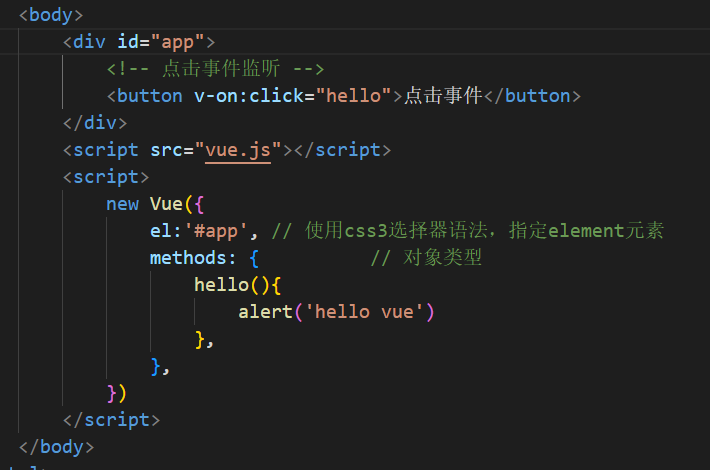 <body>
<div id="app">
<!-- 点击事件监听 -->
<button v-on:click="hello">点击事件</button>
</div>
<script src="vue.js"></script>
<script>
new Vue({
el:'#app', // 使用css3选择器语法，指定element元素
methods: { // 对象类型
hello(){
alert('hello vue')
},
},
})
</script>
</body>